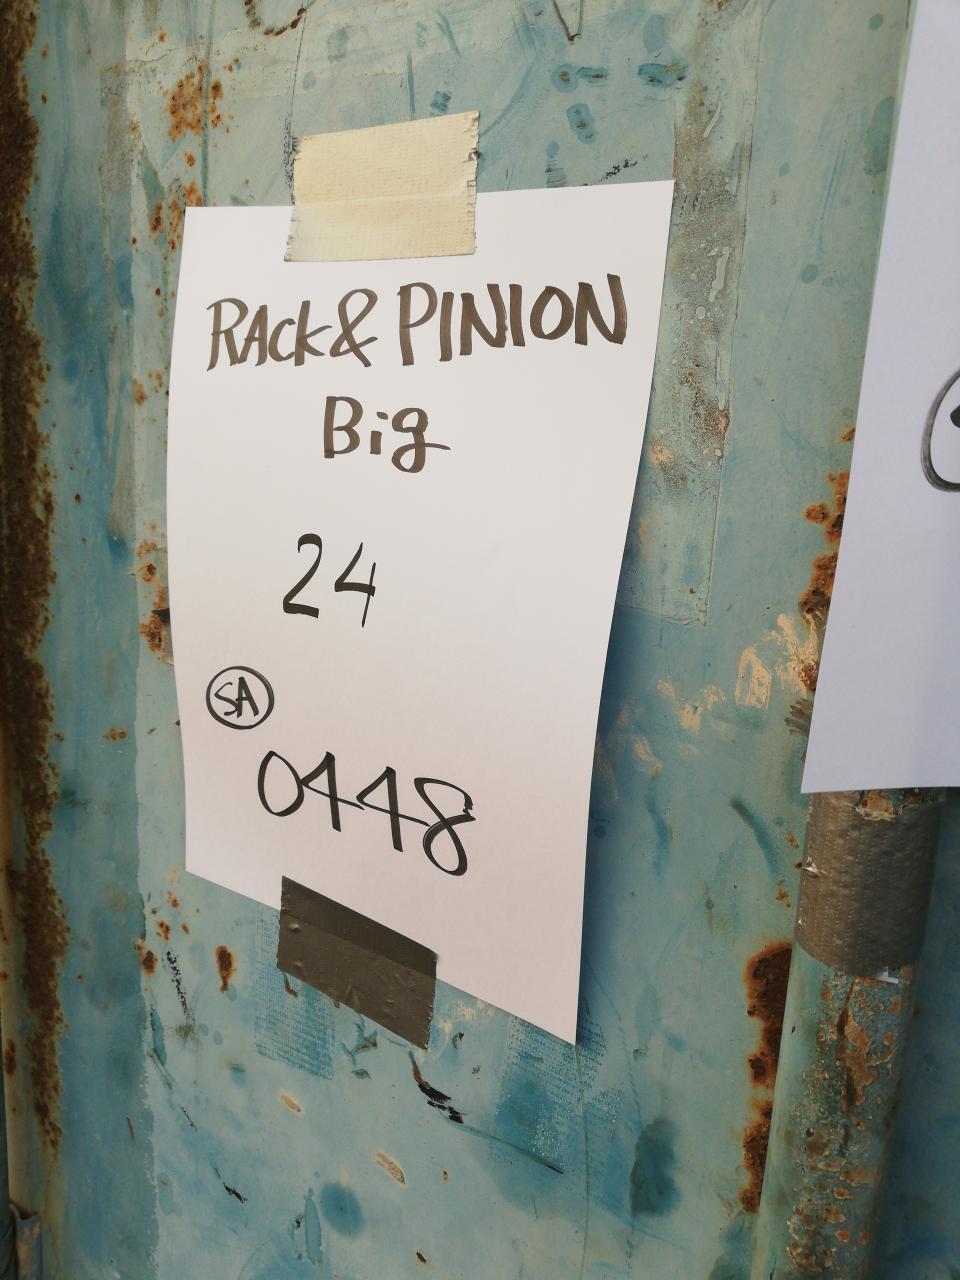 RAck & PINION
Big
24
SA
0448